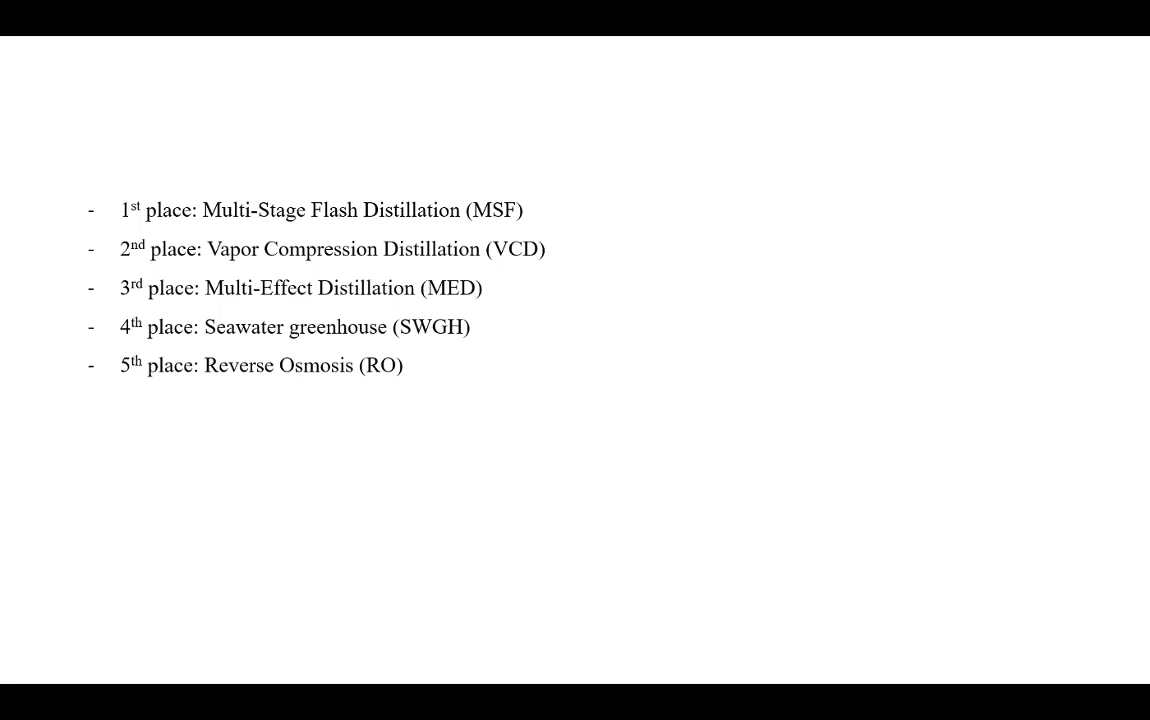 - 1st place: Multi-Stage Flash Distillation (MSF)
- 2nd place: Vapor Compression Distillation (VCD)
- 3rd place: Multi-Effect Distillation (MED)
- 4th place: Seawater greenhouse (SWGH)
- 5th place: Reverse Osmosis (RO)